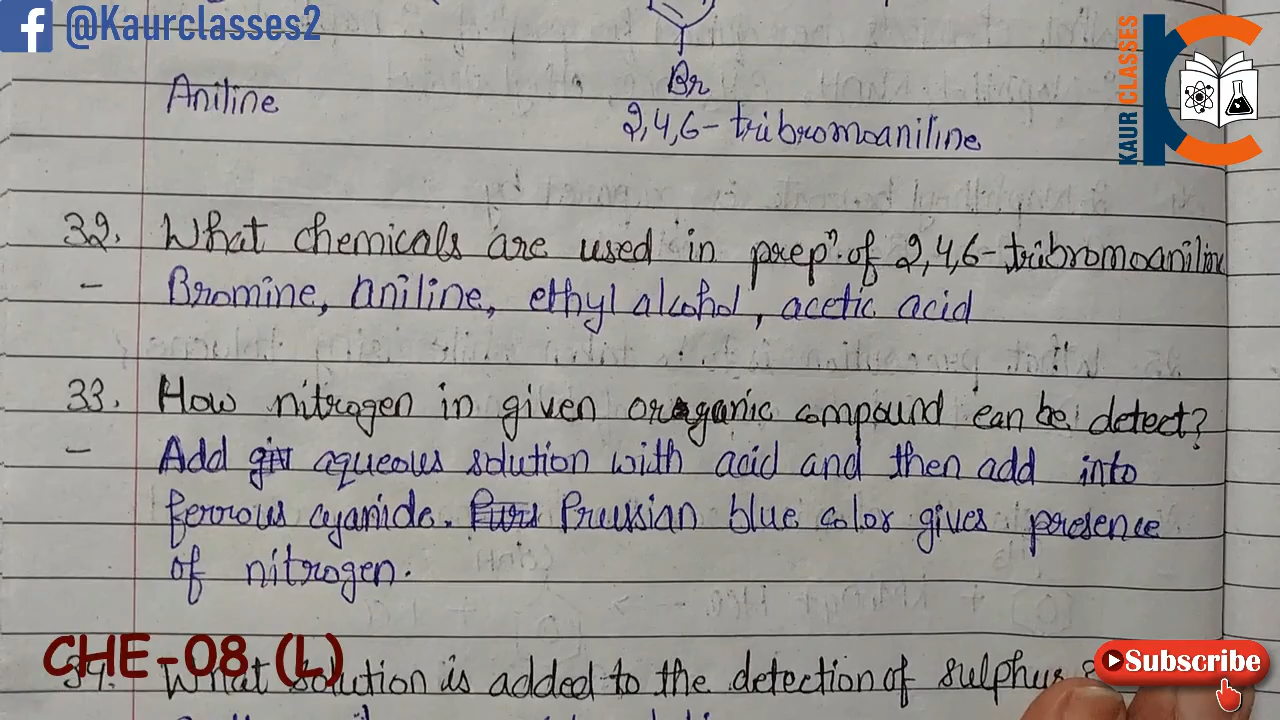 @Kaurclasses2
KAUR CLASSES
Br
Aniline
2,4,6- tribromoaniline
32. What chemicals are used in prepⁿ. of 2,4,6-tribromoanilin
- Bromine, aniline, ethyl alcohol, acetic acid
33. How nitrogen in given organic compound can be detect?
- Add aqueous solution with acid and then add into
ferrous cyanide. Prussian blue color gives presence
of nitrogen.
CHE-08 (L)
34. What solution is added to the detection of sulphur
Subscribe